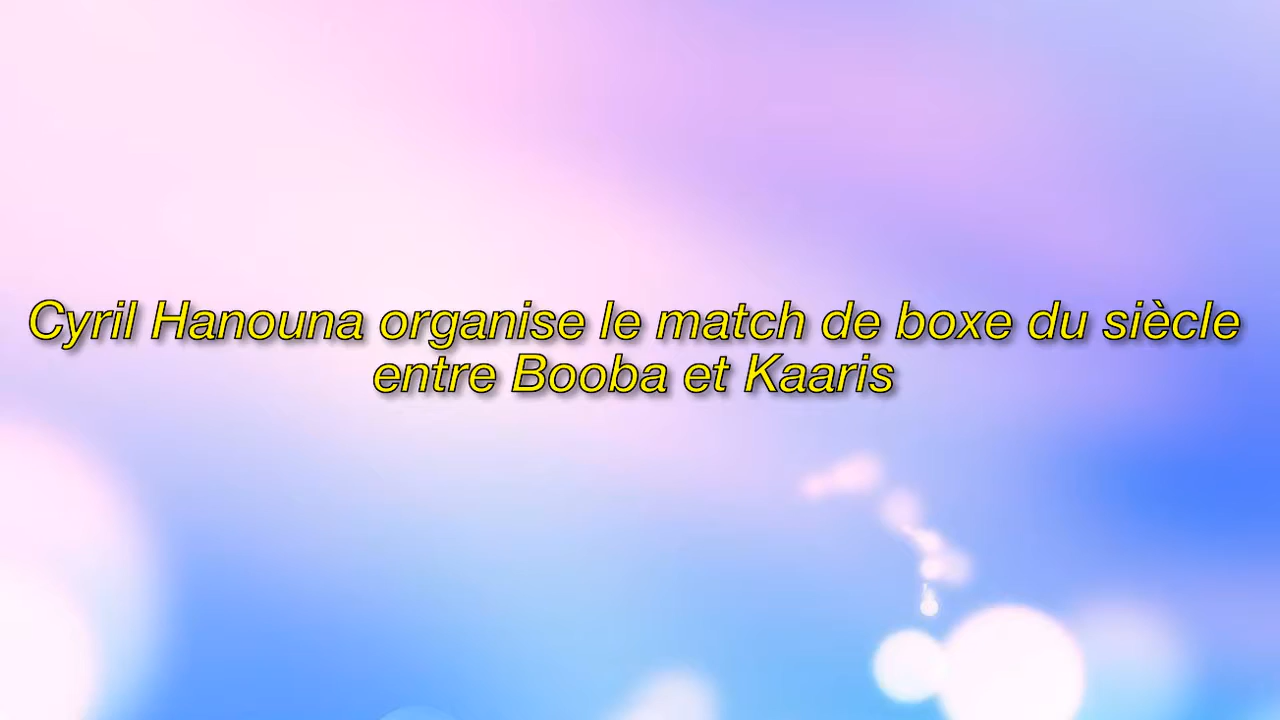 Cyril Hanouna organise le match de boxe du siècle
entre Booba et Kaaris